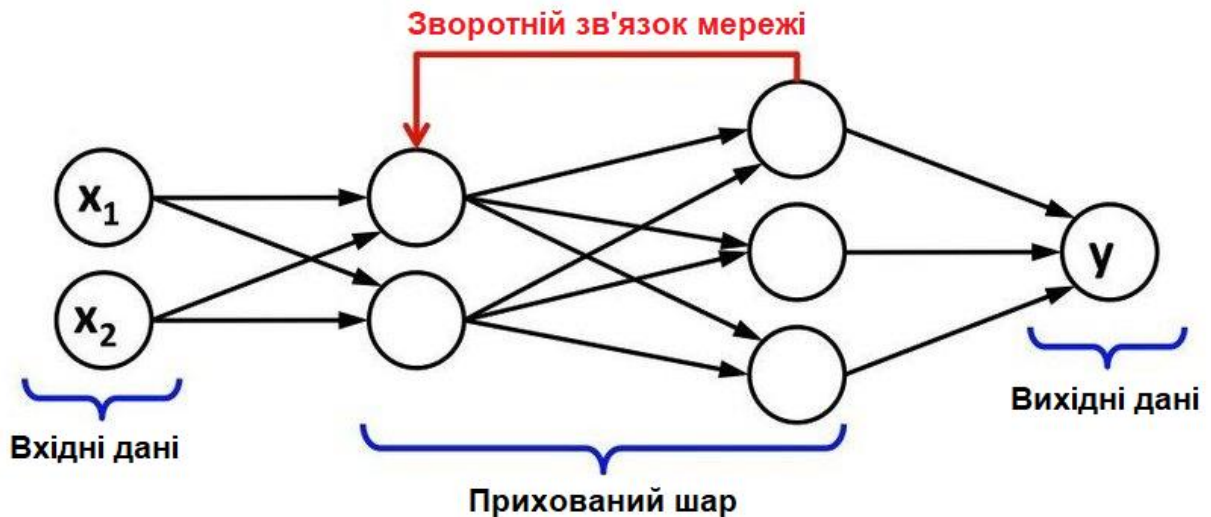 Зворотній зв'язок мережі
x₁
x₂
y
Вхідні дані
Вихідні дані
Прихований шар